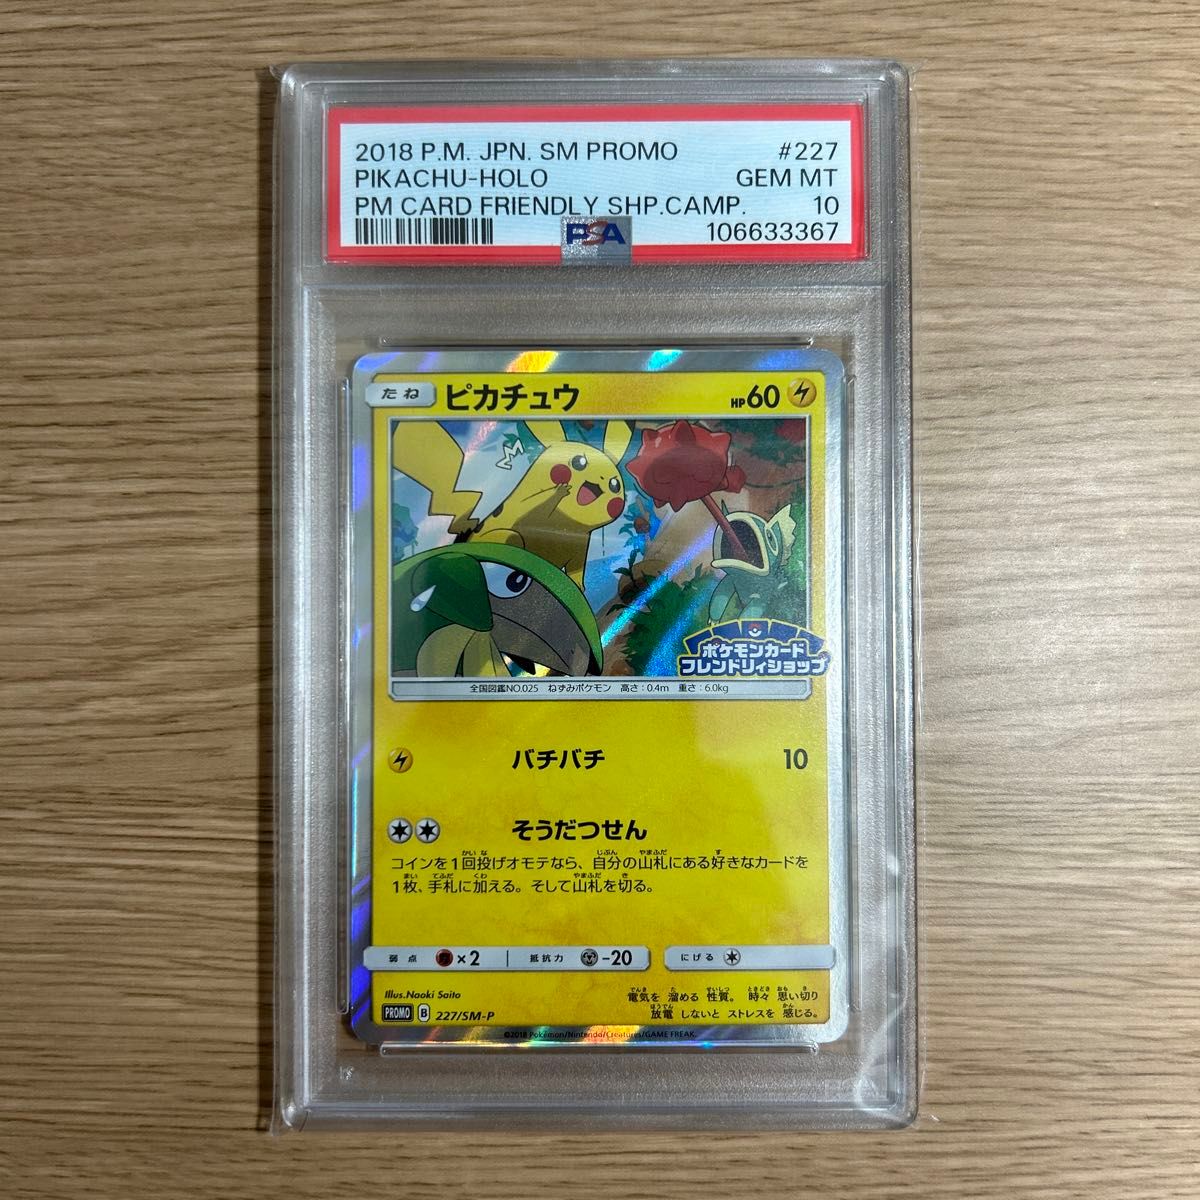 2018 P.M. JPN. SM PROMO #227
PIKACHU-HOLO GEM MT
PM CARD FRIENDLY SHP.CAMP. 10
PSA 106633367
たね ピカチュウ HP60
ポケモンカード
フレンドリィショップ
全国図鑑NO.025 ねずみポケモン 高さ:0.4m 重さ:6.0kg
バチバチ 10
そうだつせん
コインを1回投げオモテなら、自分の山札にある好きなカードを
1枚、手札に加える。そして山札を切る。
弱点 ×2 抵抗力 -20 にげる
Illus.Naoki Saito
電気を 溜める 性質。 時々 思い切り
放電 しないと ストレスを 感じる。
PROMO B 227/SM-P
©2018 Pokémon/Nintendo/Creatures/GAME FREAK.